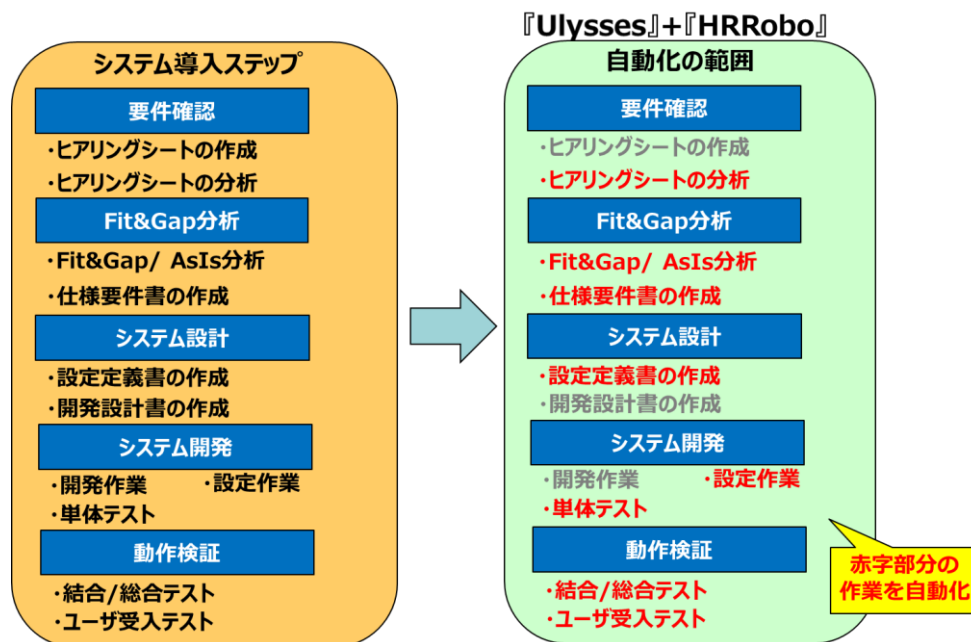 『Ulysses』+『HRRobo』
システム導入ステップ
要件確認
・ヒアリングシートの作成
・ヒアリングシートの分析
Fit&Gap分析
・Fit&Gap/ AsIs分析
・仕様要件書の作成
システム設計
・設定定義書の作成
・開発設計書の作成
システム開発
・開発作業 ・設定作業
・単体テスト
動作検証
・結合/総合テスト
・ユーザ受入テスト
自動化の範囲
要件確認
・ヒアリングシートの作成
・ヒアリングシートの分析
Fit&Gap分析
・Fit&Gap/ AsIs分析
・仕様要件書の作成
システム設計
・設定定義書の作成
・開発設計書の作成
システム開発
・開発作業 ・設定作業
・単体テスト
動作検証
・結合/総合テスト
・ユーザ受入テスト
赤字部分の
作業を自動化